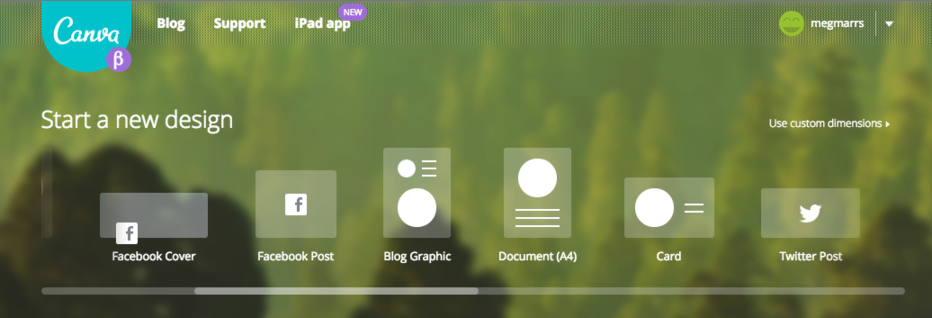 Canva
β
Blog
Support
iPad app
NEW
megmarrs
Start a new design
Use custom dimensions
Facebook Cover
Facebook Post
Blog Graphic
Document (A4)
Card
Twitter Post